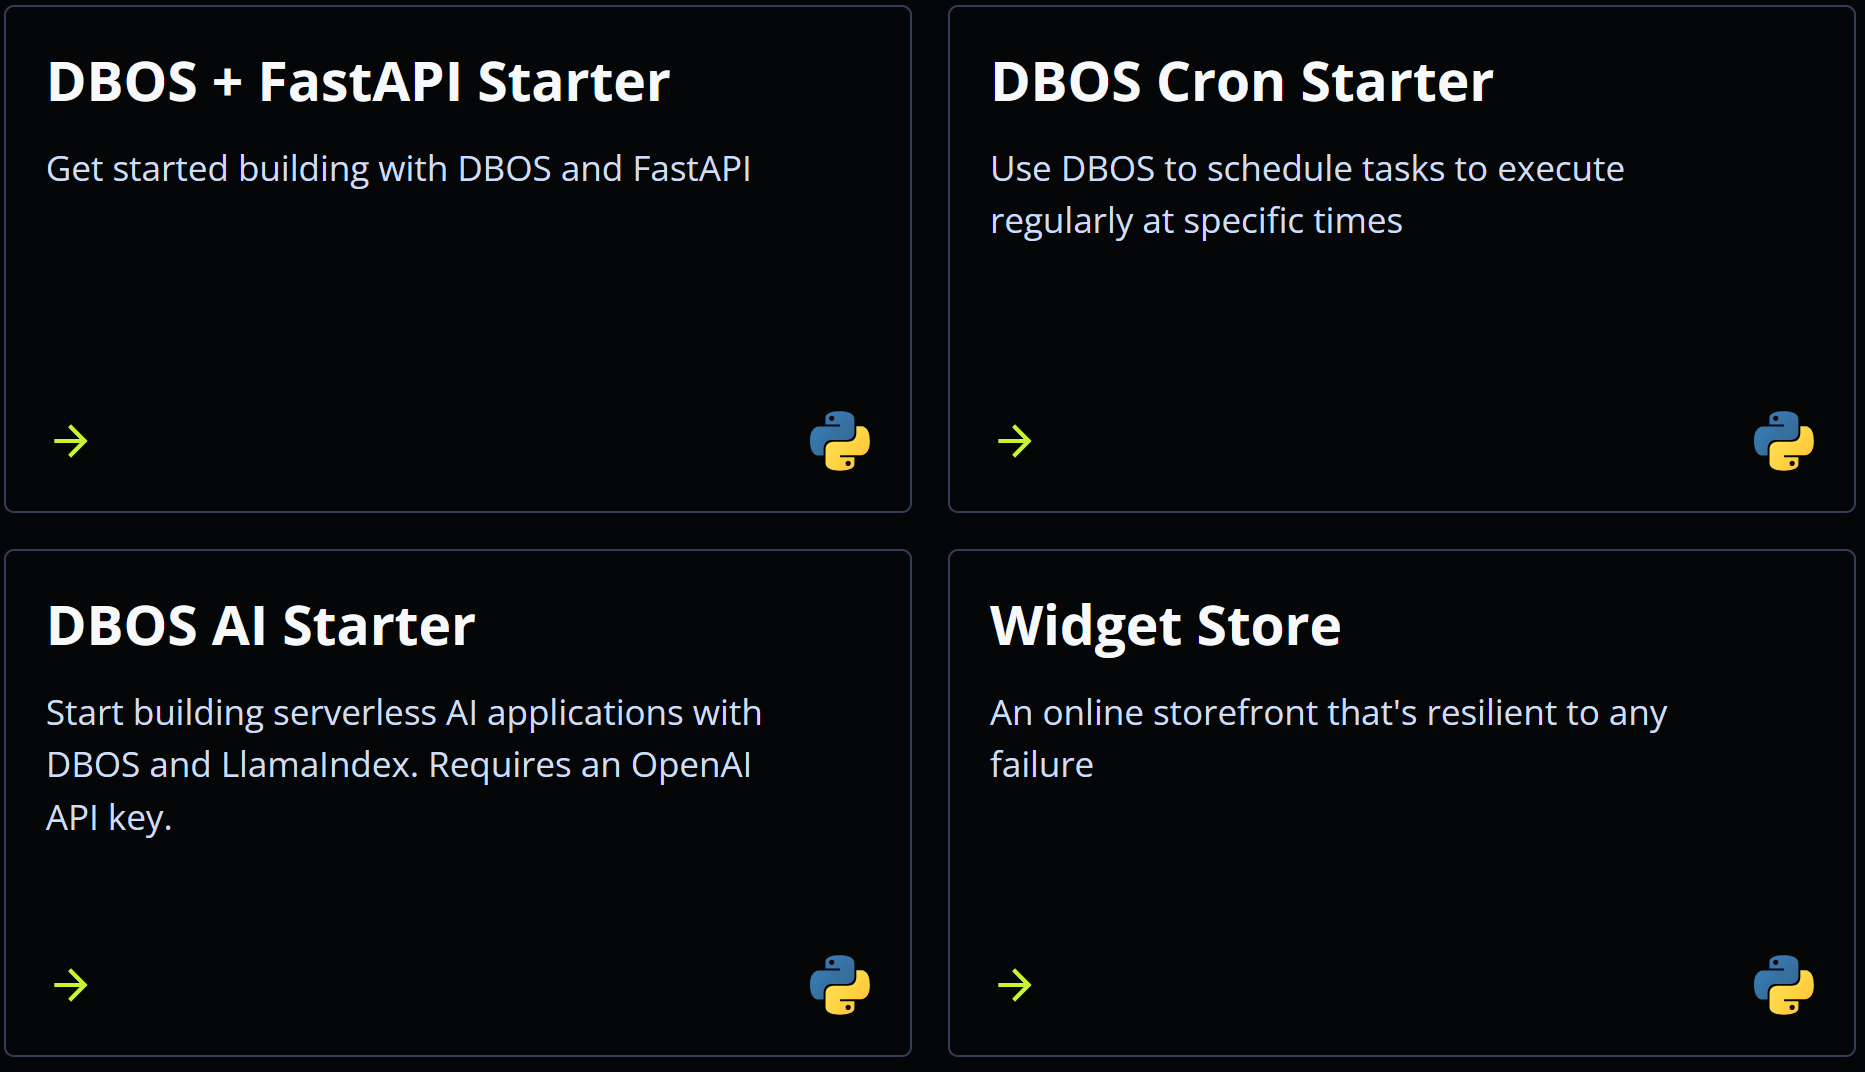 DBOS + FastAPI Starter
Get started building with DBOS and FastAPI
DBOS Cron Starter
Use DBOS to schedule tasks to execute
regularly at specific times
DBOS AI Starter
Start building serverless AI applications with
DBOS and LlamaIndex. Requires an OpenAI
API key.
Widget Store
An online storefront that's resilient to any
failure